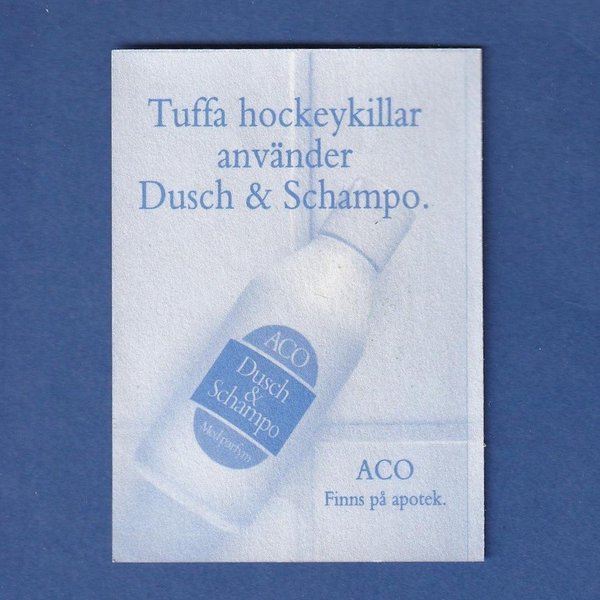 Tuffa hockeykillar
använder
Dusch & Schampo.
ACO
Dusch
&
Schampo
Med parfym
ACO
Finns på apotek.